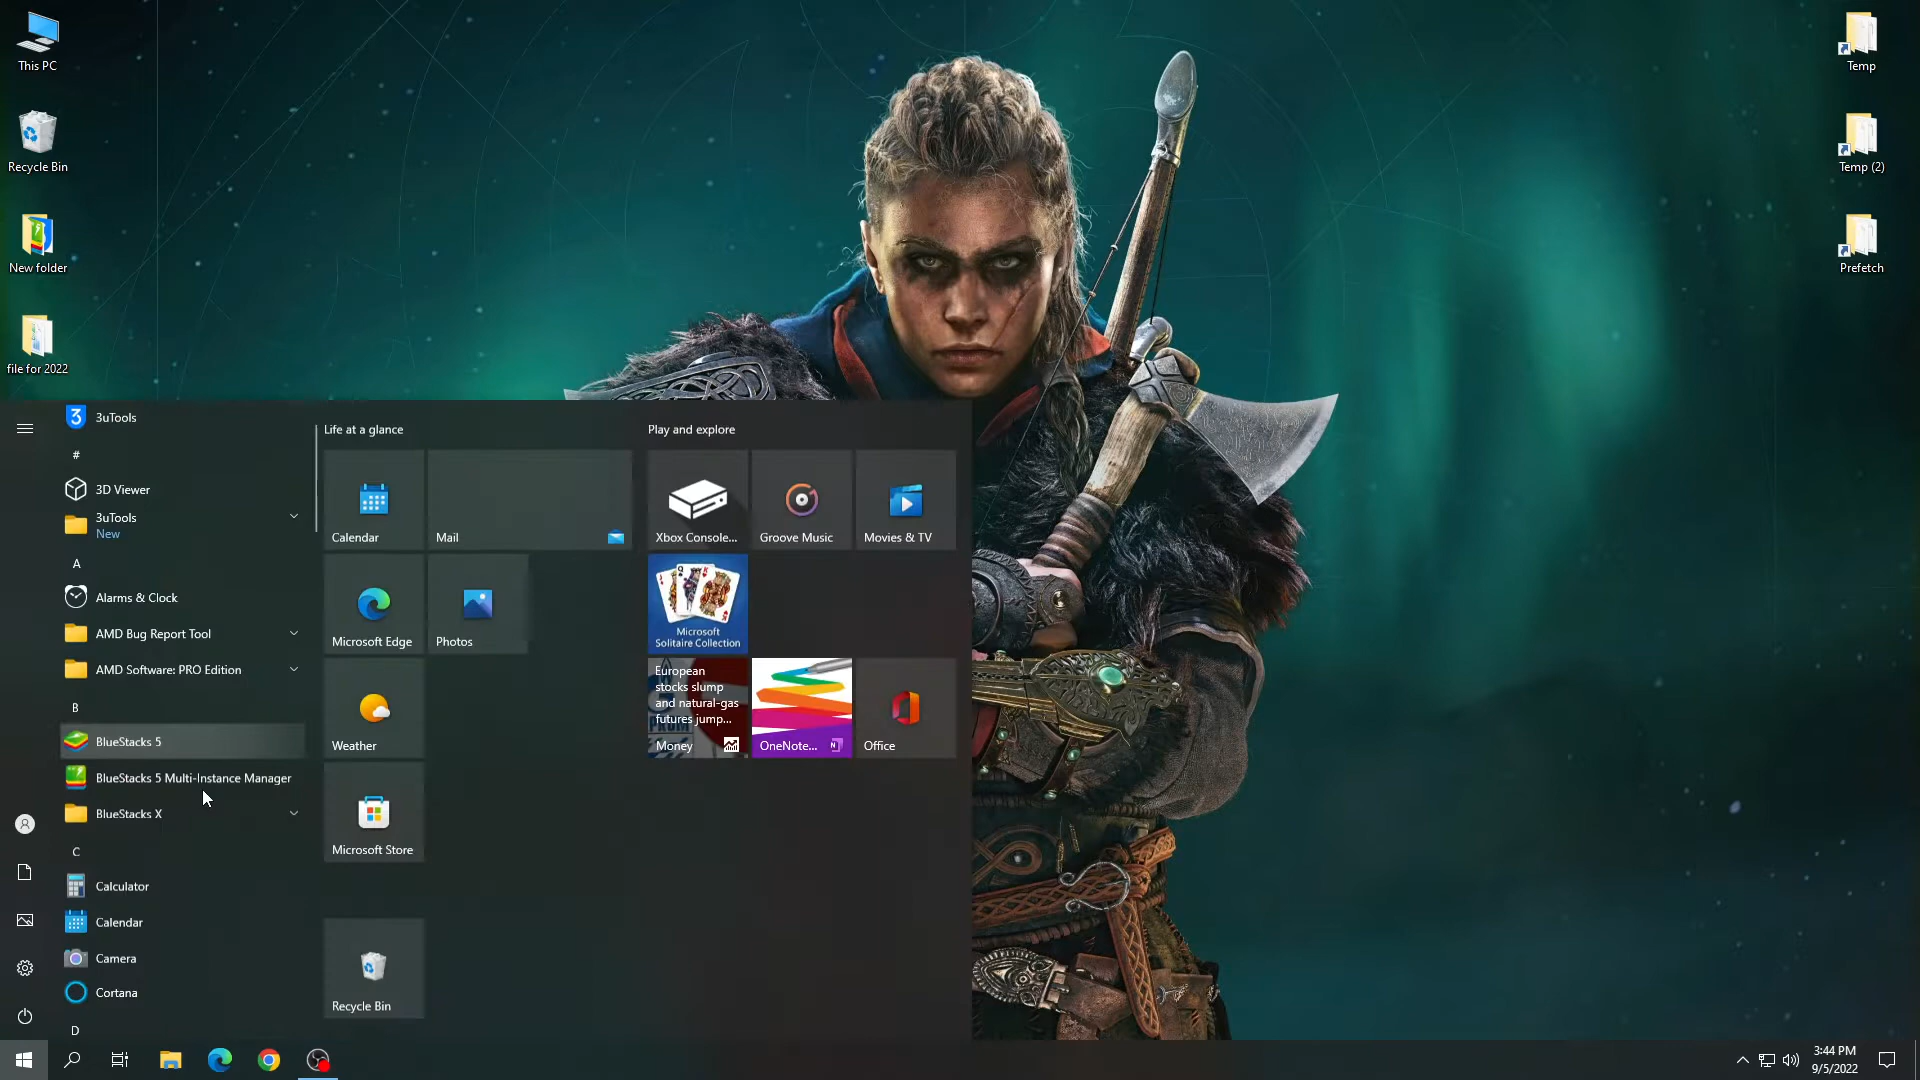 This PC
Recycle Bin
New folder
file for 2022
Temp
Temp (2)
Prefetch
3uTools
#
3D Viewer
3uTools
New
A
Alarms & Clock
AMD Bug Report Tool
AMD Software: PRO Edition
B
BlueStacks 5
BlueStacks 5 Multi-Instance Manager
BlueStacks X
C
Calculator
Calendar
Camera
Cortana
D
Life at a glance
Calendar
Mail
Microsoft Edge
Photos
Weather
Microsoft Store
Recycle Bin
Play and explore
Xbox Console...
Groove Music
Movies & TV
Microsoft
Solitaire Collection
European
stocks slump
and natural-gas
futures jump...
Money
OneNote...
Office
3:44 PM
9/5/2022